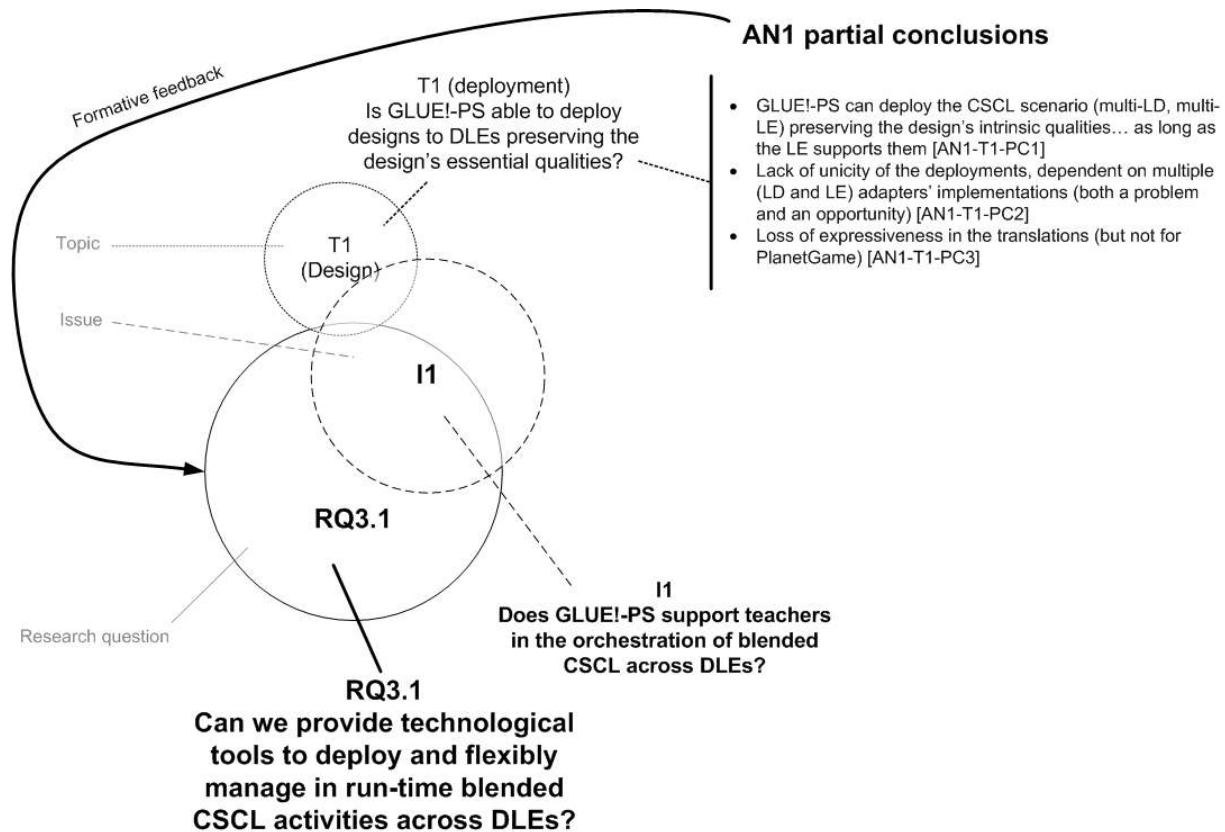 AN1 partial conclusions
Formative feedback
T1 (deployment)
Is GLUE!-PS able to deploy
designs to DLEs preserving the
design's essential qualities?
• GLUE!-PS can deploy the CSCL scenario (multi-LD, multi-
LE) preserving the design's intrinsic qualities… as long as
the LE supports them [AN1-T1-PC1]
• Lack of unicity of the deployments, dependent on multiple
(LD and LE) adapters' implementations (both a problem
and an opportunity) [AN1-T1-PC2]
• Loss of expressiveness in the translations (but not for
PlanetGame) [AN1-T1-PC3]
Topic
T1
(Design)
Issue
I1
RQ3.1
Research question
I1
Does GLUE!-PS support teachers
in the orchestration of blended
CSCL across DLEs?
RQ3.1
Can we provide technological
tools to deploy and flexibly
manage in run-time blended
CSCL activities across DLEs?